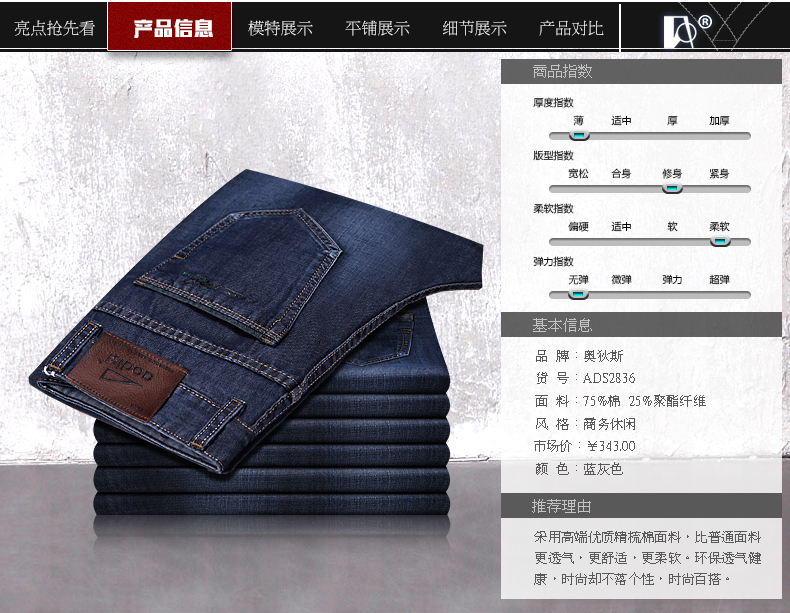 亮点抢先看 产品信息 模特展示 平铺展示 细节展示 产品对比 ®
商品指数
厚度指数
薄 适中 厚 加厚
版型指数
宽松 合身 修身 紧身
柔软指数
偏硬 适中 软 柔软
弹力指数
无弹 微弹 弹力 超弹
基本信息
品 牌：奥狄斯
货 号：ADS2836
面 料：75%棉 25%聚酯纤维
风 格：商务休闲
市场价：￥343.00
颜 色：蓝灰色
推荐理由
采用高端优质精梳棉面料，比普通面料
更透气，更舒适，更柔软。环保透气健
康，时尚却不落个性，时尚百搭。